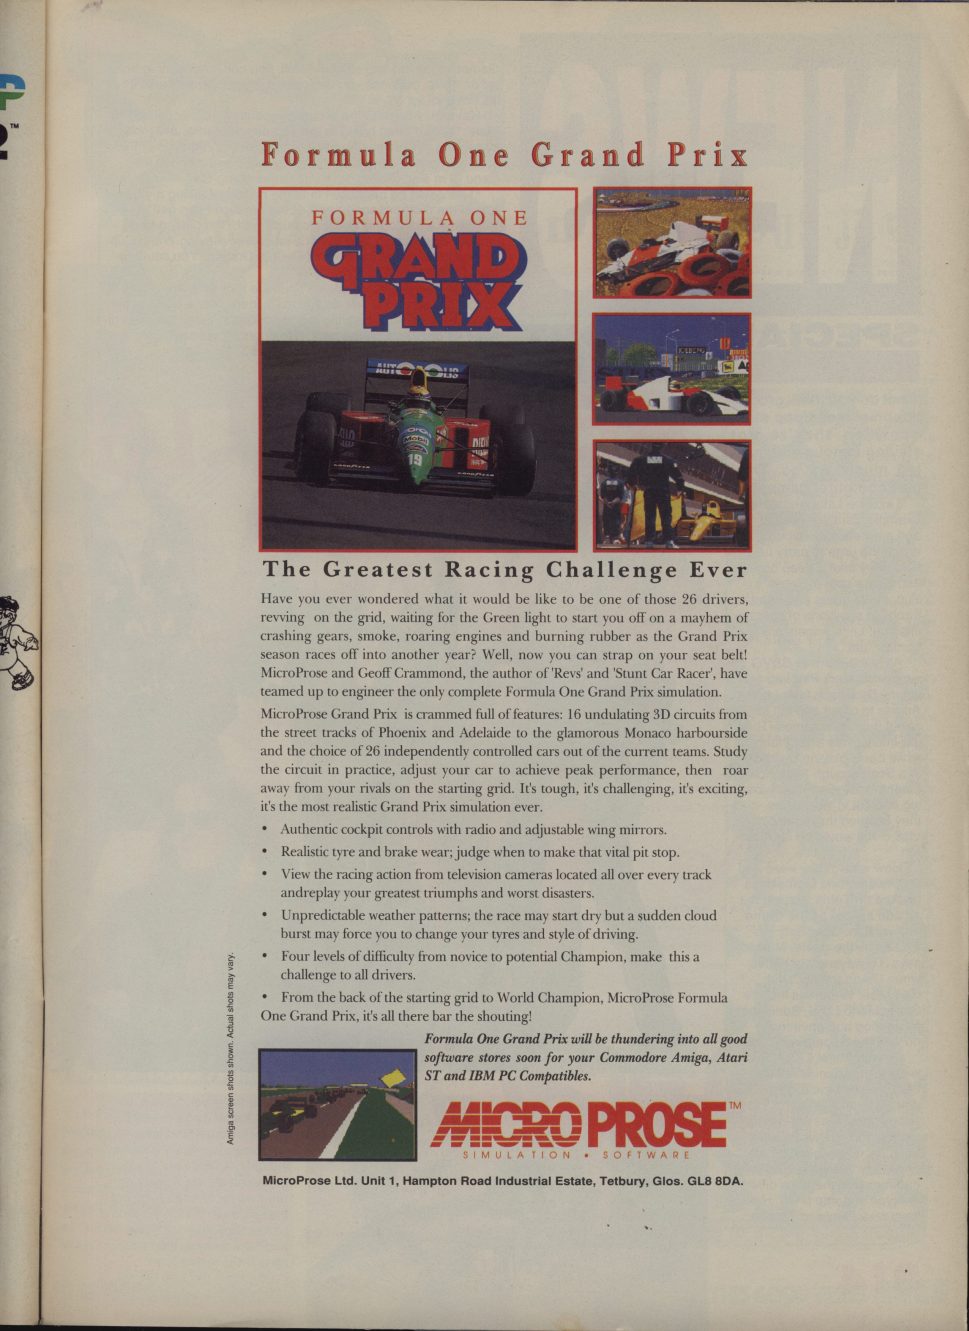 Formula One Grand Prix
FORMULA ONE
GRAND
PRIX
AUTOPOLIS
Mobil
19
The Greatest Racing Challenge Ever
Have you ever wondered what it would be like to be one of those 26 drivers,
revving on the grid, waiting for the Green light to start you off on a mayhem of
crashing gears, smoke, roaring engines and burning rubber as the Grand Prix
season races off into another year? Well, now you can strap on your seat belt!
MicroProse and Geoff Crammond, the author of 'Revs' and 'Stunt Car Racer', have
teamed up to engineer the only complete Formula One Grand Prix simulation.
MicroProse Grand Prix is crammed full of features: 16 undulating 3D circuits from
the street tracks of Phoenix and Adelaide to the glamorous Monaco harbourside
and the choice of 26 independently controlled cars out of the current teams. Study
the circuit in practice, adjust your car to achieve peak performance, then roar
away from your rivals on the starting grid. It's tough, it's challenging, it's exciting,
it's the most realistic Grand Prix simulation ever.
• Authentic cockpit controls with radio and adjustable wing mirrors.
• Realistic tyre and brake wear; judge when to make that vital pit stop.
• View the racing action from television cameras located all over every track
andreplay your greatest triumphs and worst disasters.
• Unpredictable weather patterns; the race may start dry but a sudden cloud
burst may force you to change your tyres and style of driving.
• Four levels of difficulty from novice to potential Champion, make this a
challenge to all drivers.
• From the back of the starting grid to World Champion, MicroProse Formula
One Grand Prix, it's all there bar the shouting!
Formula One Grand Prix will be thundering into all good
software stores soon for your Commodore Amiga, Atari
ST and IBM PC Compatibles.
Amiga screen shots shown. Actual shots may vary.
MICROPROSE™
SIMULATION • SOFTWARE
MicroProse Ltd. Unit 1, Hampton Road Industrial Estate, Tetbury, Glos. GL8 8DA.